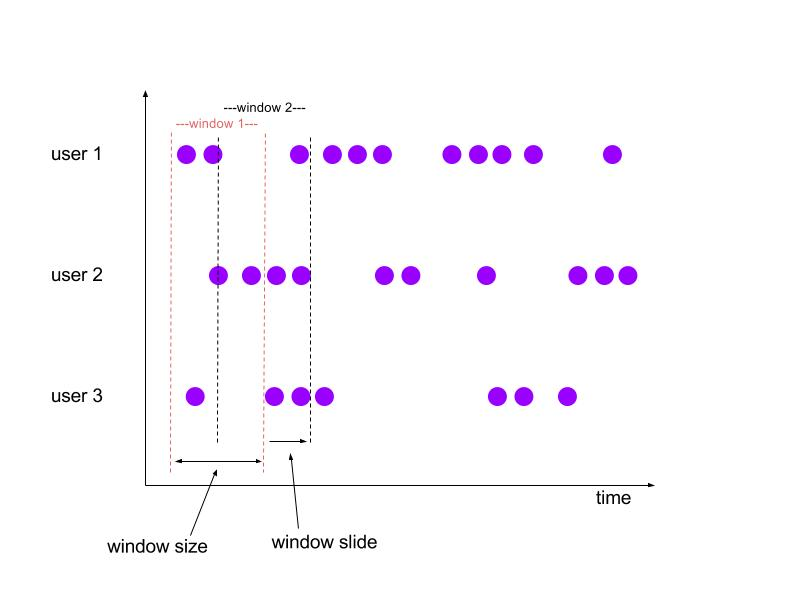 ---window 2---
---window 1---
user 1
user 2
user 3
time
window size
window slide